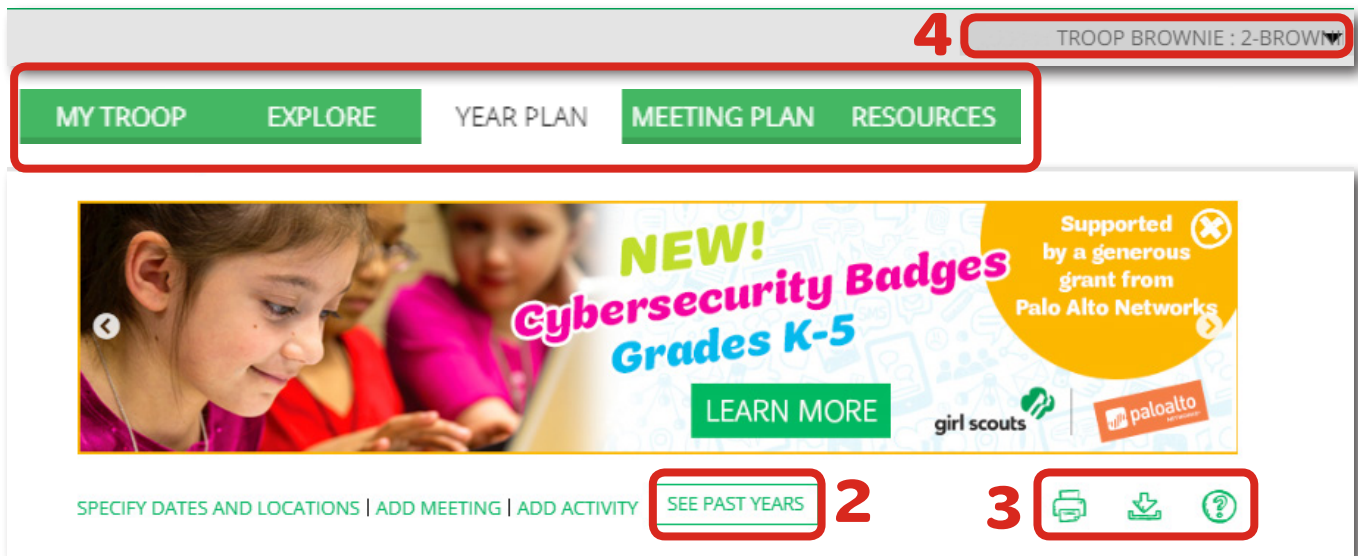 4
TROOP BROWNIE : 2-BROWNI
MY TROOP EXPLORE YEAR PLAN MEETING PLAN RESOURCES
NEW!
Cybersecurity Badges
Grades K-5
LEARN MORE
Supported
by a generous
grant from
Palo Alto Networks
girl scouts
paloalto
NETWORKS
SPECIFY DATES AND LOCATIONS | ADD MEETING | ADD ACTIVITY SEE PAST YEARS 2 3 ?